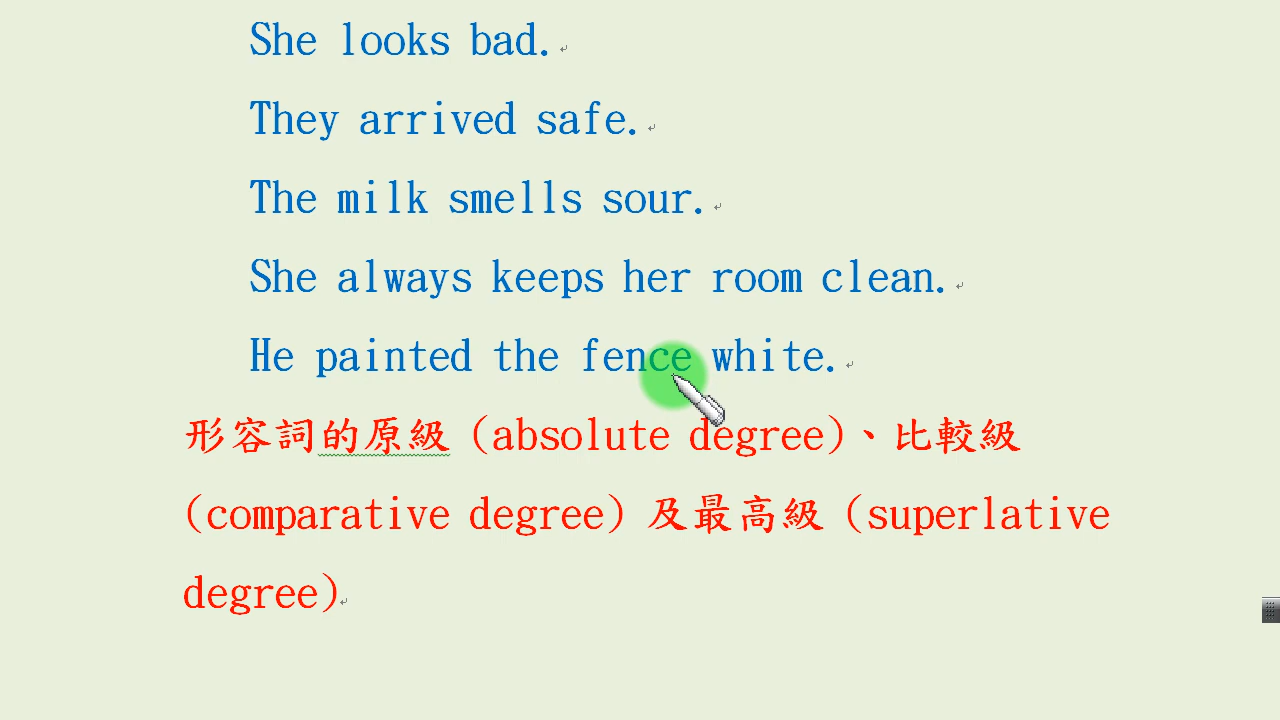 She looks bad.
They arrived safe.
The milk smells sour.
She always keeps her room clean.
He painted the fence white.
形容詞的原級 (absolute degree)、比較級
(comparative degree) 及最高級 (superlative
degree)